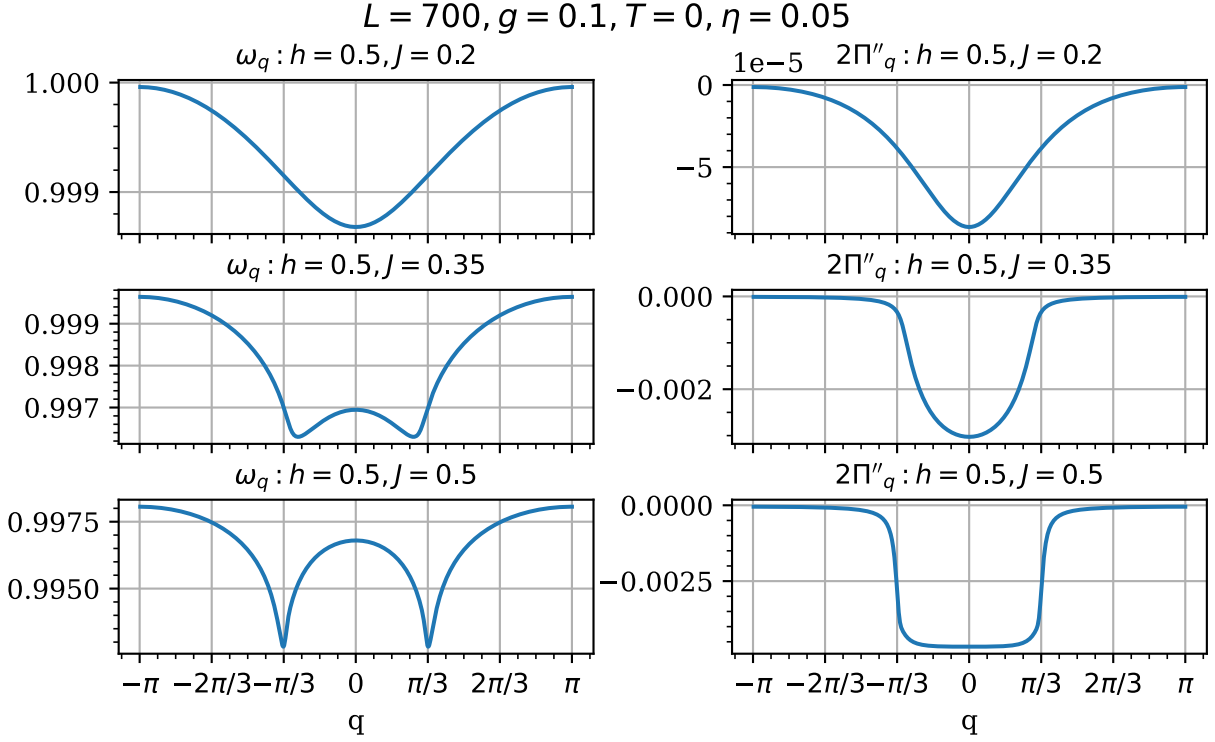 L = 700, g = 0.1, T = 0, η = 0.05
ω_q : h = 0.5, J = 0.2
1.000
0.999
2Π''_q : h = 0.5, J = 0.2
1e−5
0
−5
ω_q : h = 0.5, J = 0.35
0.999
0.998
0.997
2Π''_q : h = 0.5, J = 0.35
0.000
−0.002
ω_q : h = 0.5, J = 0.5
0.9975
0.9950
−π −2π/3 −π/3 0 π/3 2π/3 π
q
2Π''_q : h = 0.5, J = 0.5
0.0000
−0.0025
−π −2π/3 −π/3 0 π/3 2π/3 π
q